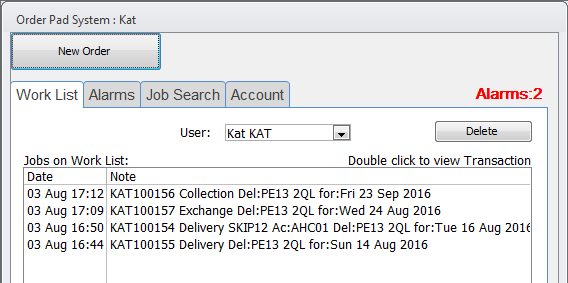 Order Pad System : Kat
New Order
Work List Alarms Job Search Account Alarms:2
User: Kat KAT Delete
Jobs on Work List: Double click to view Transaction
Date Note
03 Aug 17:12 KAT100156 Collection Del:PE13 2QL for:Fri 23 Sep 2016
03 Aug 17:09 KAT100157 Exchange Del:PE13 2QL for:Wed 24 Aug 2016
03 Aug 16:50 KAT100154 Delivery SKIP12 Ac:AHC01 Del:PE13 2QL for:Tue 16 Aug 2016
03 Aug 16:44 KAT100155 Delivery Del:PE13 2QL for:Sun 14 Aug 2016